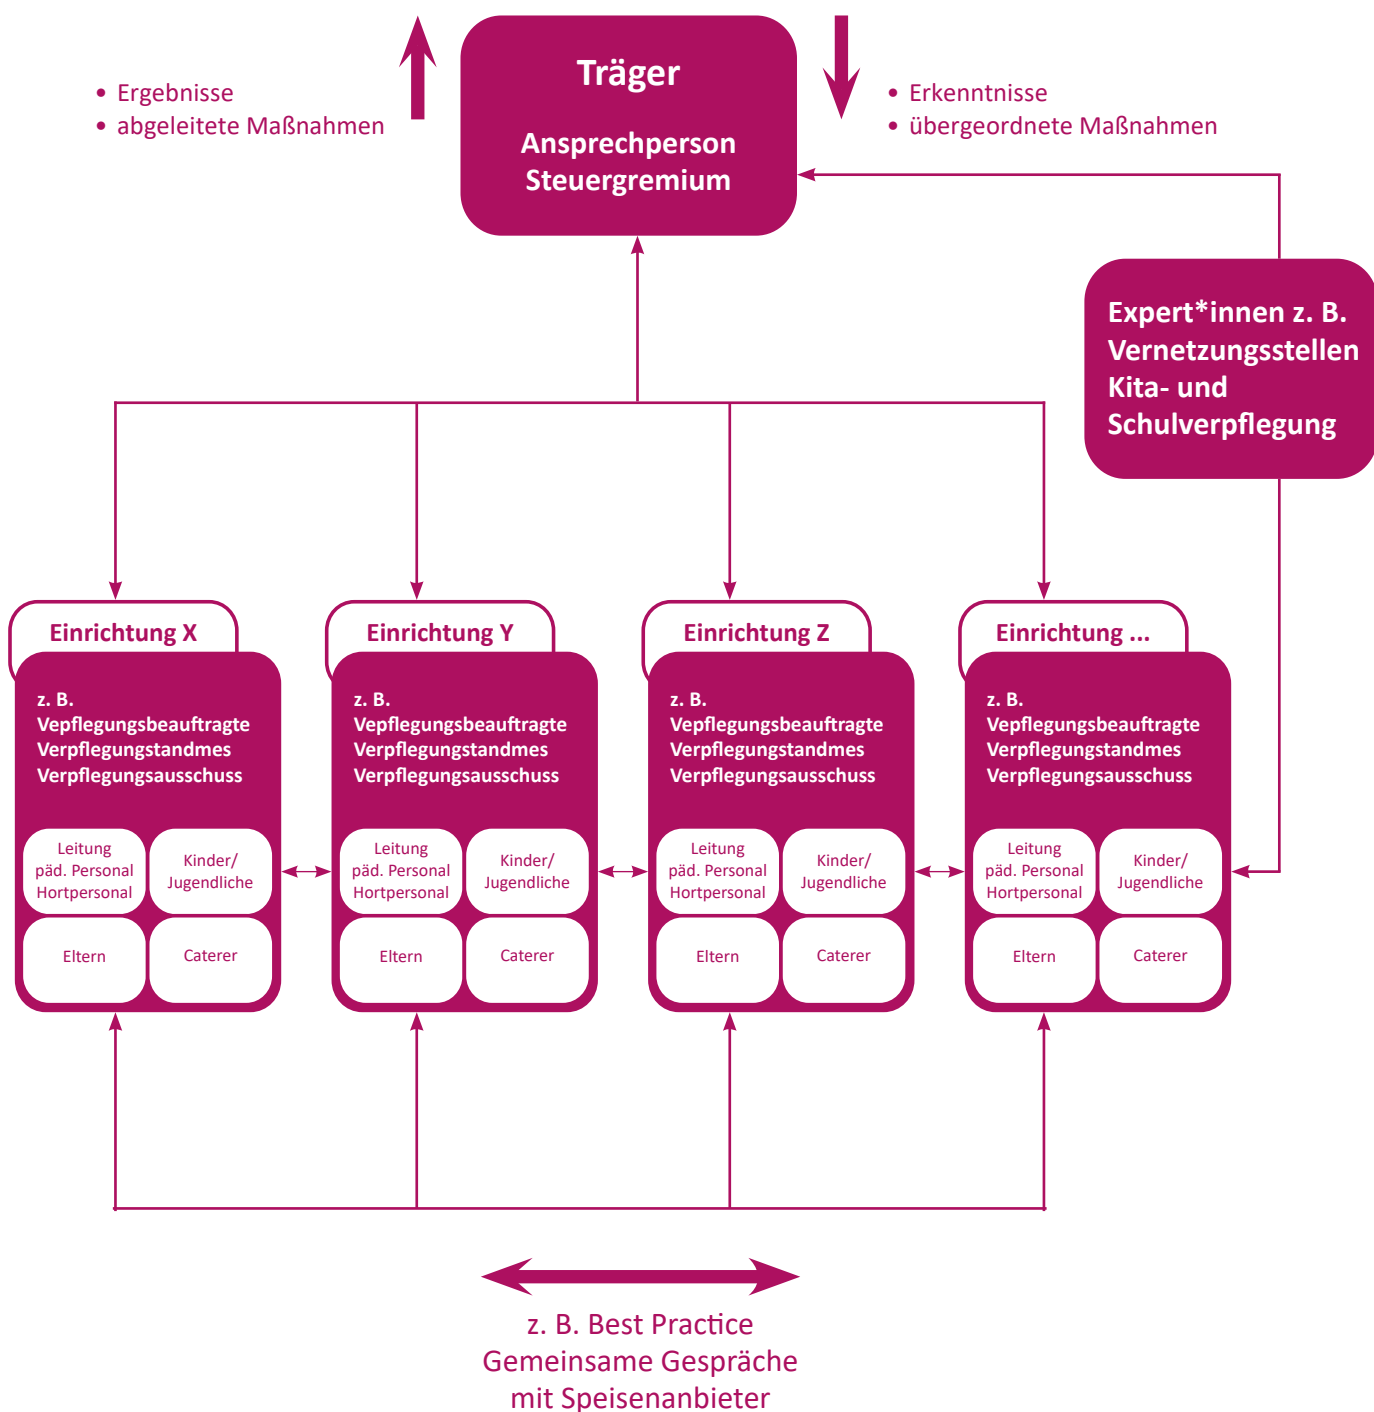 Träger
Ansprechperson
Steuergremium
• Ergebnisse
• abgeleitete Maßnahmen
• Erkenntnisse
• übergeordnete Maßnahmen
Expert*innen z. B.
Vernetzungsstellen
Kita- und
Schulverpflegung
Einrichtung X
z. B.
Vepflegungsbeauftragte
Verpflegungstandmes
Verpflegungsausschuss
Leitung
päd. Personal
Hortpersonal
Kinder/
Jugendliche
Eltern
Caterer
Einrichtung Y
z. B.
Vepflegungsbeauftragte
Verpflegungstandmes
Verpflegungsausschuss
Leitung
päd. Personal
Hortpersonal
Kinder/
Jugendliche
Eltern
Caterer
Einrichtung Z
z. B.
Vepflegungsbeauftragte
Verpflegungstandmes
Verpflegungsausschuss
Leitung
päd. Personal
Hortpersonal
Kinder/
Jugendliche
Eltern
Caterer
Einrichtung ...
z. B.
Vepflegungsbeauftragte
Verpflegungstandmes
Verpflegungsausschuss
Leitung
päd. Personal
Hortpersonal
Kinder/
Jugendliche
Eltern
Caterer
z. B. Best Practice
Gemeinsame Gespräche
mit Speisenanbieter